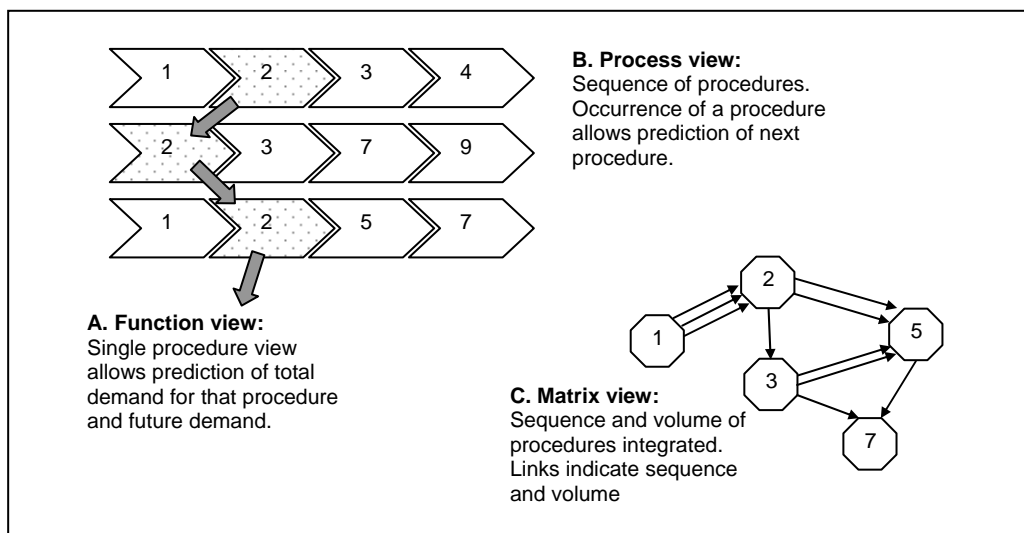 1 2 3 4
2 3 7 9
1 2 5 7
B. Process view:
Sequence of procedures.
Occurrence of a procedure
allows prediction of next
procedure.
A. Function view:
Single procedure view
allows prediction of total
demand for that procedure
and future demand.
2
1
5
3
7
C. Matrix view:
Sequence and volume of
procedures integrated.
Links indicate sequence
and volume